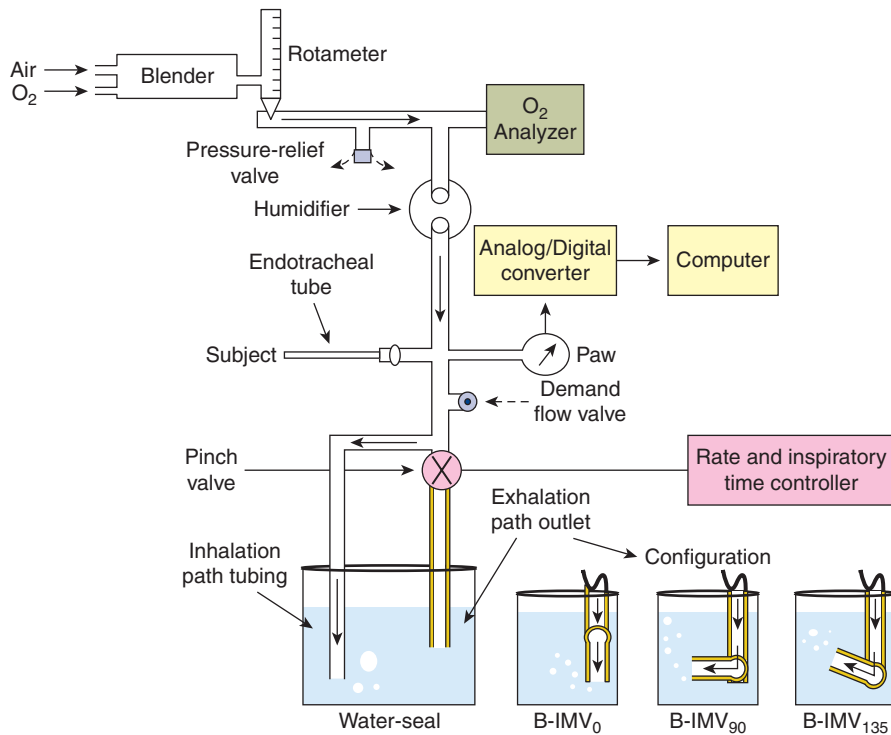 Air
O₂
Blender
Rotameter
O₂
Analyzer
Pressure-relief
valve
Humidifier
Analog/Digital
converter
Computer
Endotracheal
tube
Subject
Paw
Demand
flow valve
Pinch
valve
Rate and inspiratory
time controller
Exhalation
path outlet
Inhalation
path tubing
Configuration
Water-seal
B-IMV₀
B-IMV₉₀
B-IMV₁₃₅